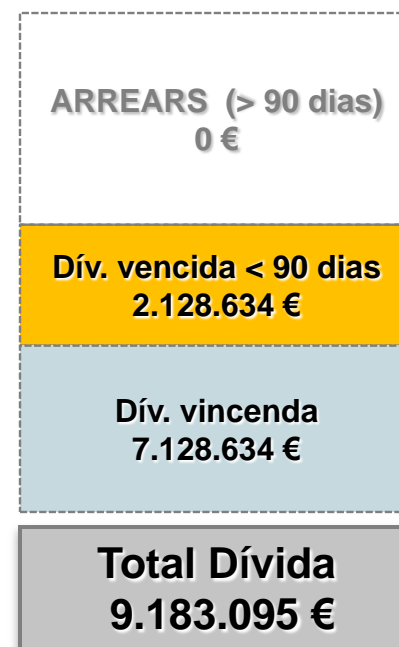 ARREARS (> 90 dias)
0 €
Dív. vencida < 90 dias
2.128.634 €
Dív. vincenda
7.128.634 €
Total Dívida
9.183.095 €